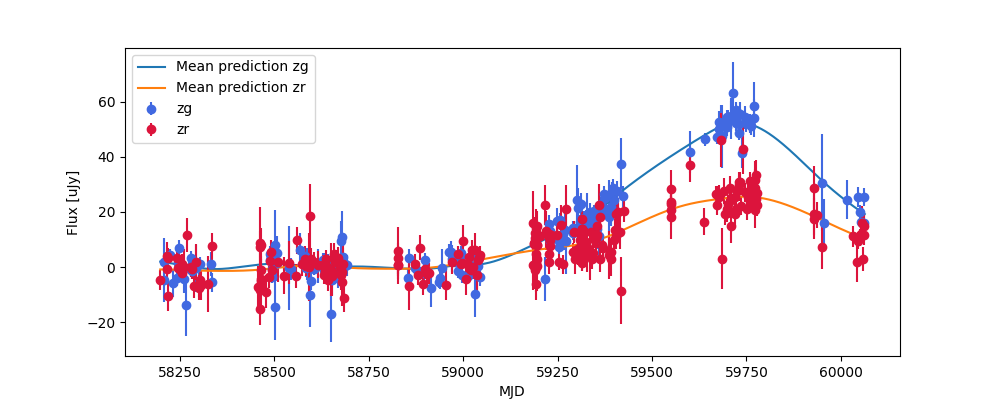 Mean prediction zg
Mean prediction zr
zg
zr
Flux [uJy]
60
40
20
0
−20
58250 58500 58750 59000 59250 59500 59750 60000
MJD